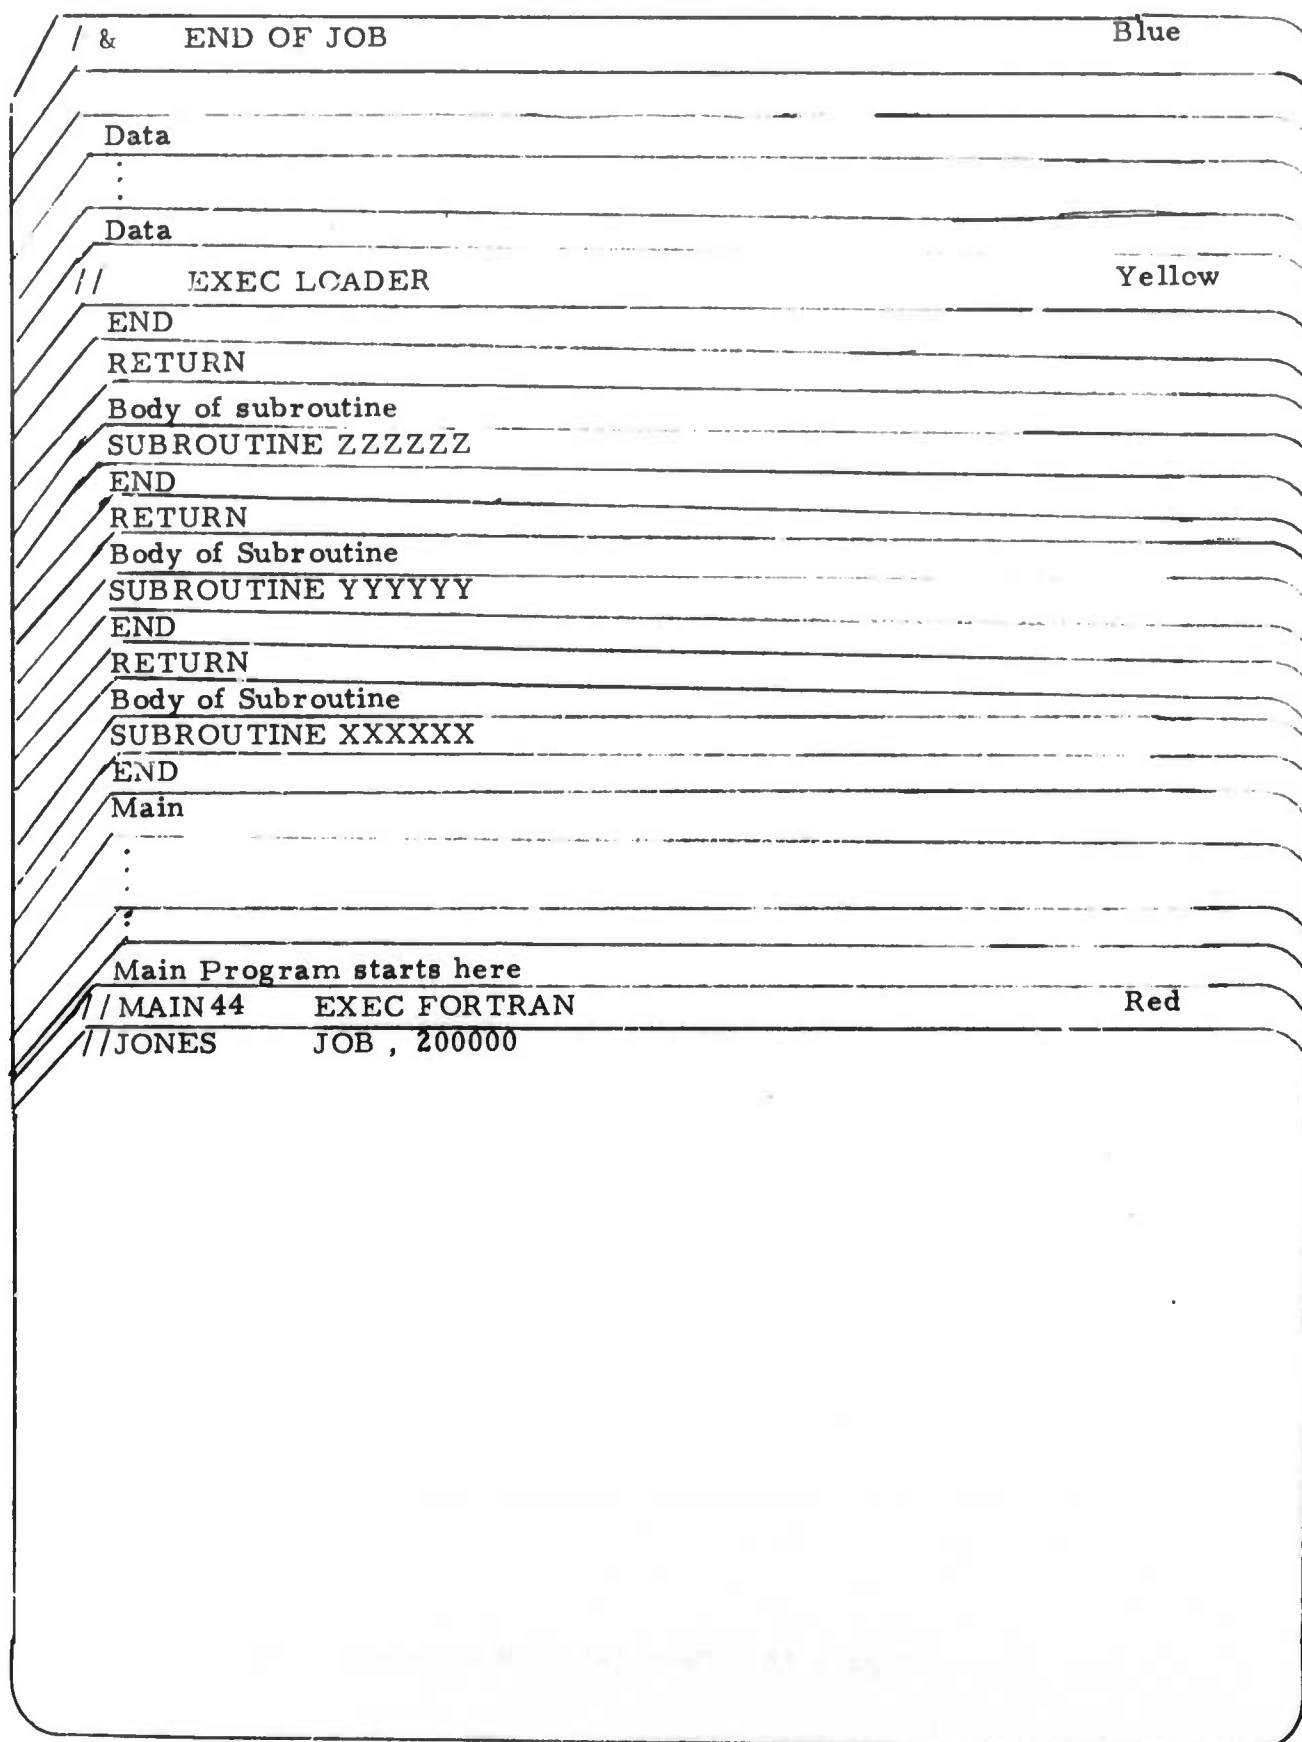 / & END OF JOB Blue
Data
Data
// EXEC LOADER Yellow
END
RETURN
Body of subroutine
SUBROUTINE ZZZZZZ
END
RETURN
Body of Subroutine
SUBROUTINE YYYYYY
END
RETURN
Body of Subroutine
SUBROUTINE XXXXXX
END
Main
Main Program starts here
//MAIN44 EXEC FORTRAN Red
//JONES JOB , 200000